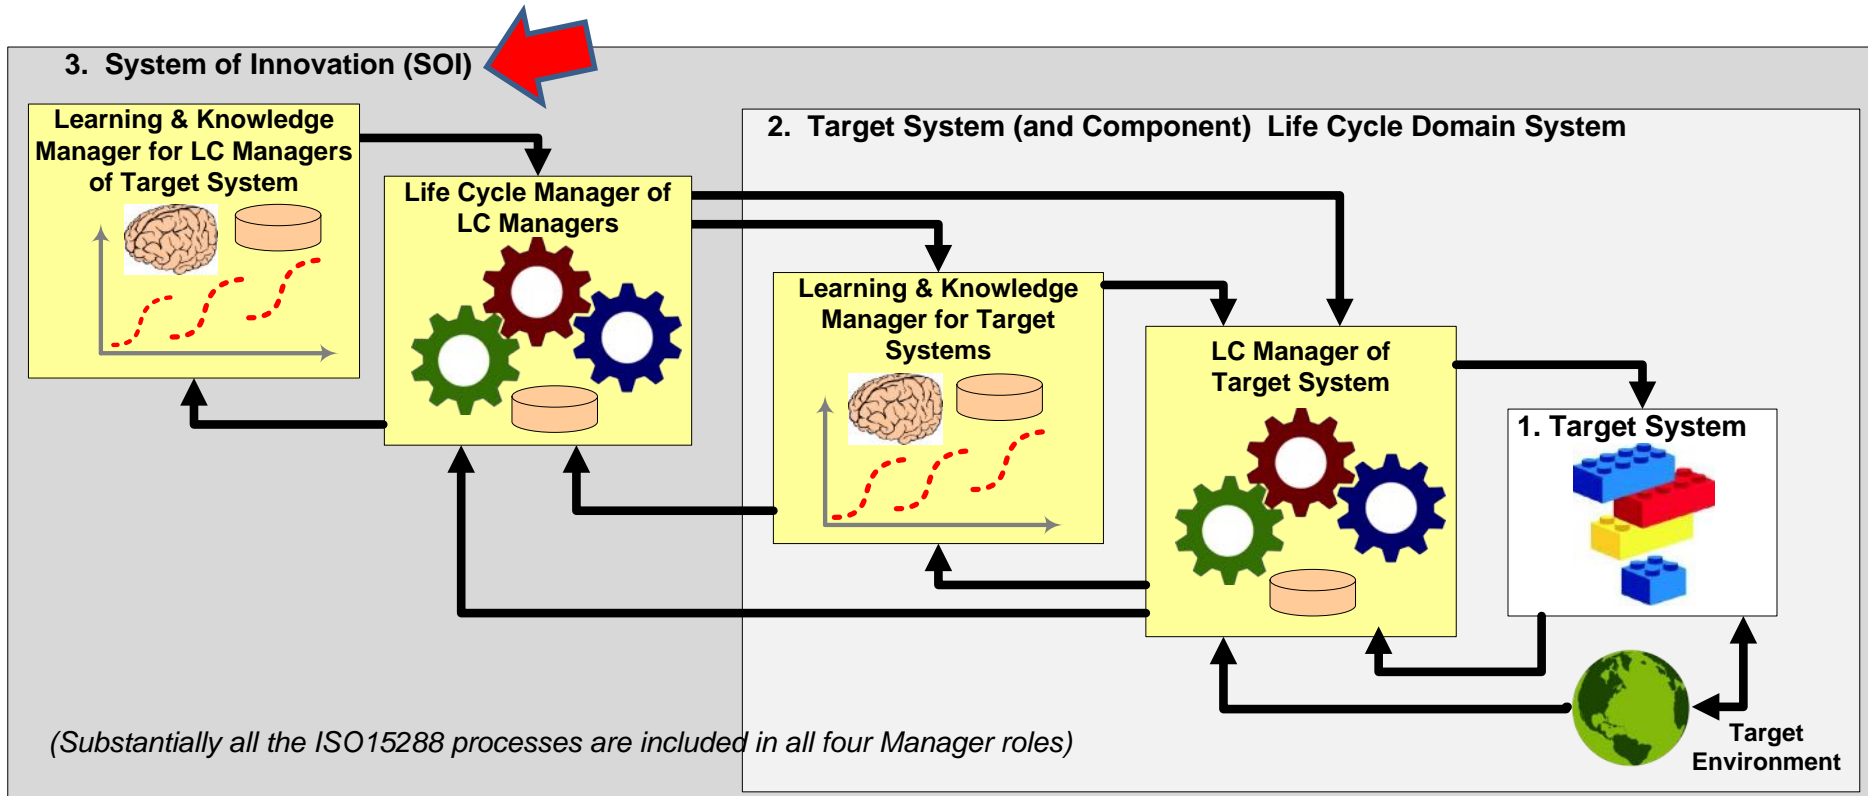 3. System of Innovation (SOI)
Learning & Knowledge
Manager for LC Managers
of Target System
Life Cycle Manager of
LC Managers
2. Target System (and Component) Life Cycle Domain System
Learning & Knowledge
Manager for Target
Systems
LC Manager of
Target System
1. Target System
Target
Environment
(Substantially all the ISO15288 processes are included in all four Manager roles)